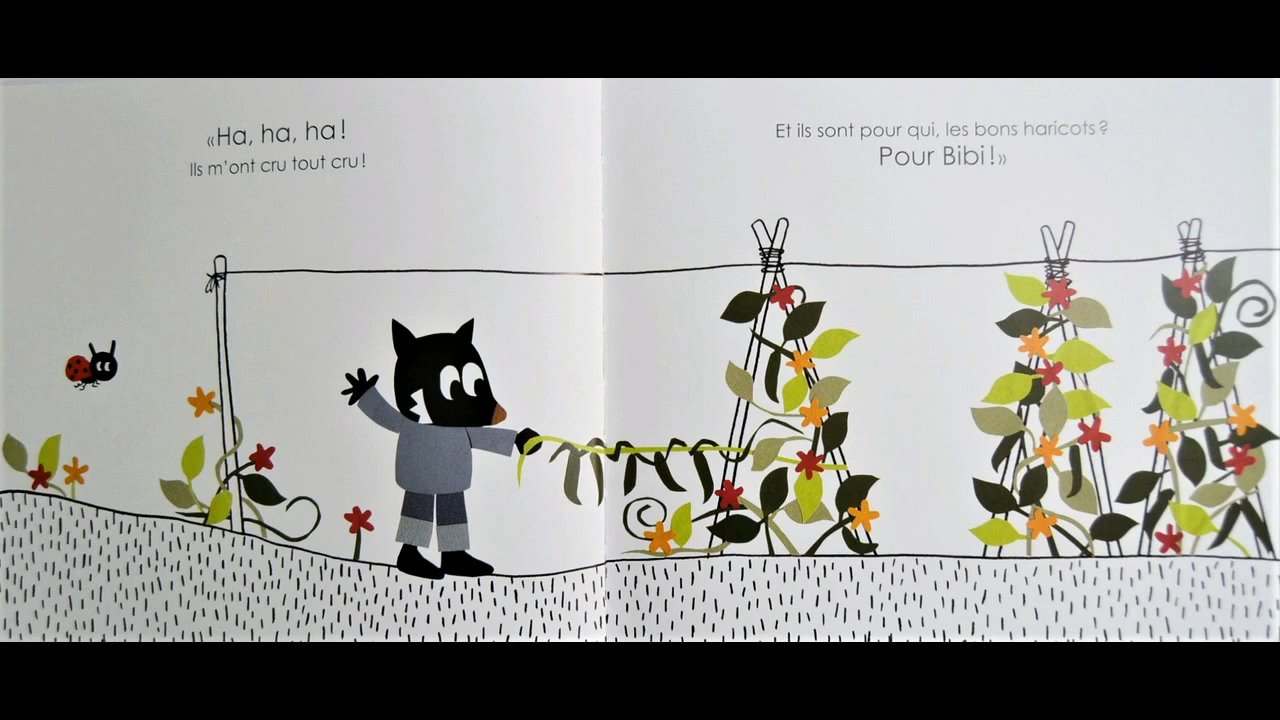 «Ha, ha, ha!
Ils m'ont cru tout cru!
Et ils sont pour qui, les bons haricots?
Pour Bibi!»